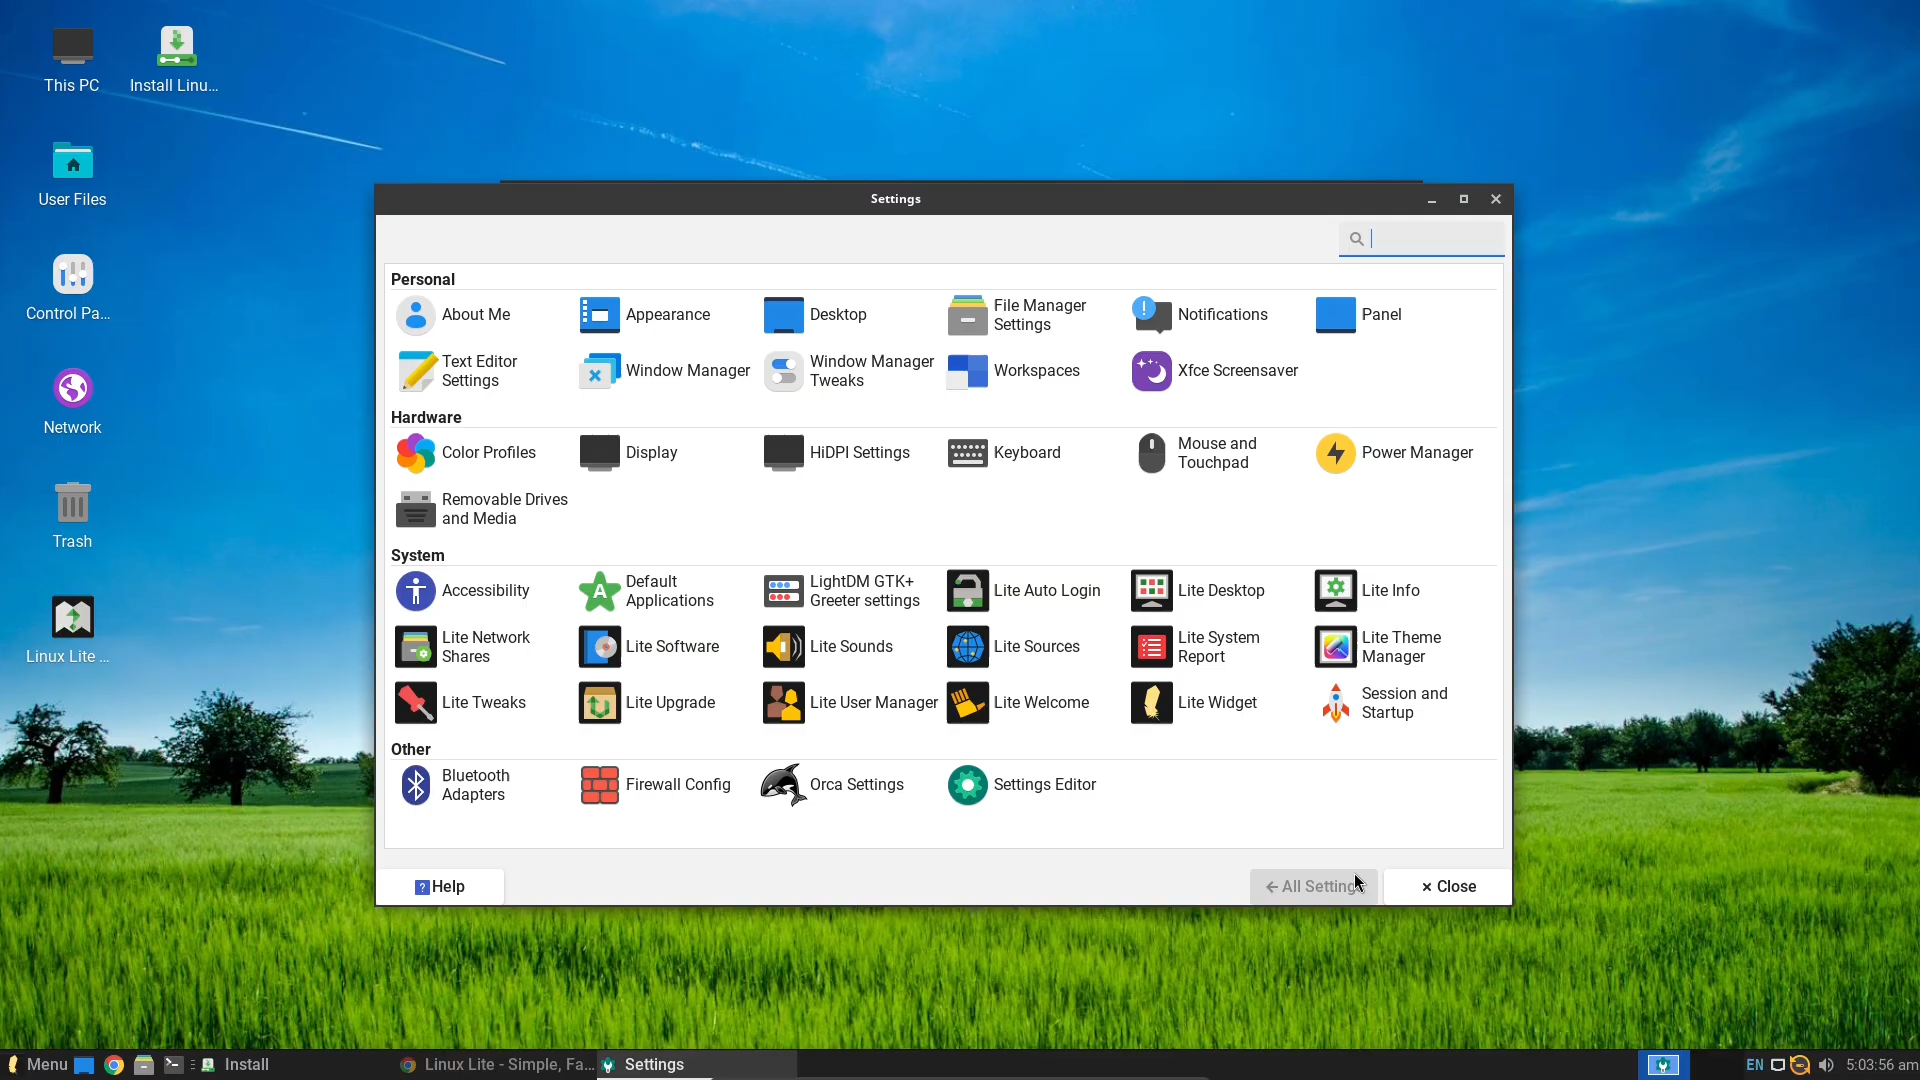 This PC
Install Linu...
User Files
Control Pa...
Network
Trash
Linux Lite ...
Settings
Personal
About Me
Appearance
Desktop
File Manager
Settings
Notifications
Panel
Text Editor
Settings
Window Manager
Window Manager
Tweaks
Workspaces
Xfce Screensaver
Hardware
Color Profiles
Display
HiDPI Settings
Keyboard
Mouse and
Touchpad
Power Manager
Removable Drives
and Media
System
Accessibility
Default
Applications
LightDM GTK+
Greeter settings
Lite Auto Login
Lite Desktop
Lite Info
Lite Network
Shares
Lite Software
Lite Sounds
Lite Sources
Lite System
Report
Lite Theme
Manager
Lite Tweaks
Lite Upgrade
Lite User Manager
Lite Welcome
Lite Widget
Session and
Startup
Other
Bluetooth
Adapters
Firewall Config
Orca Settings
Settings Editor
Help
All Setting
Close
Menu
Install
Linux Lite - Simple, Fa...
Settings
EN
5:03:56 am